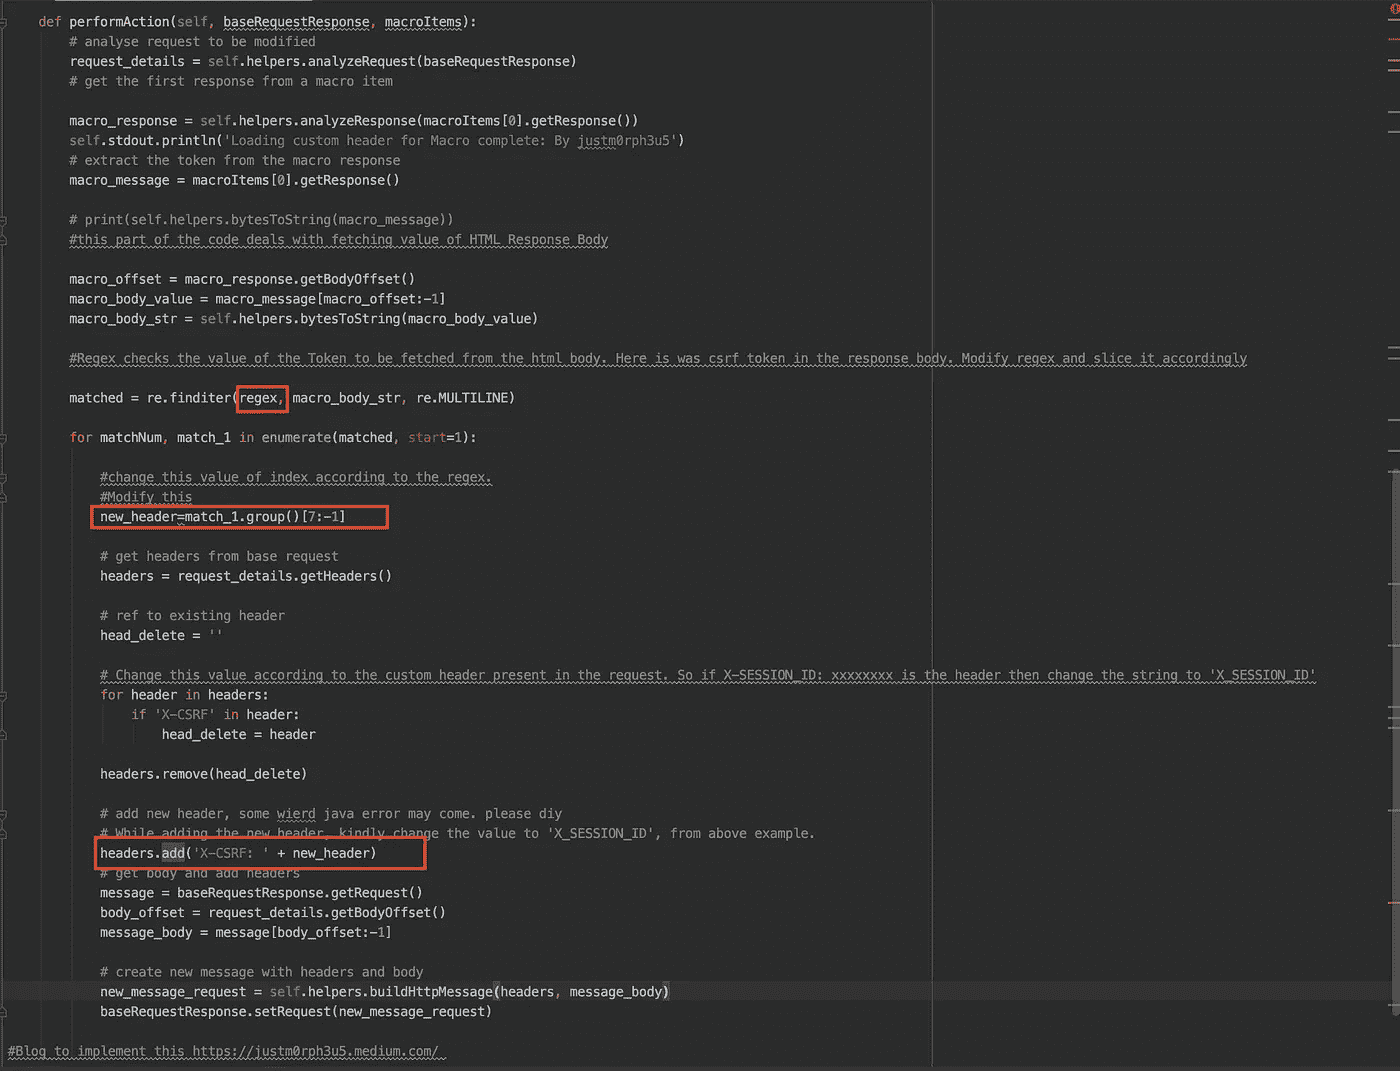 def performAction(self, baseRequestResponse, macroItems):
# analyse request to be modified
request_details = self.helpers.analyzeRequest(baseRequestResponse)
# get the first response from a macro item
macro_response = self.helpers.analyzeResponse(macroItems[0].getResponse())
self.stdout.println('Loading custom header for Macro complete: By justm0rph3u5')
# extract the token from the macro response
macro_message = macroItems[0].getResponse()
# print(self.helpers.bytesToString(macro_message))
#this part of the code deals with fetching value of HTML Response Body
macro_offset = macro_response.getBodyOffset()
macro_body_value = macro_message[macro_offset:-1]
macro_body_str = self.helpers.bytesToString(macro_body_value)
#Regex checks the value of the Token to be fetched from the html body. Here is was csrf token in the response body. Modify regex and slice it accordingly
matched = re.finditer(regex, macro_body_str, re.MULTILINE)
for matchNum, match_1 in enumerate(matched, start=1):
#change this value of index according to the regex.
#Modify this
new_header=match_1.group()[7:-1]
# get headers from base request
headers = request_details.getHeaders()
# ref to existing header
head_delete = ''
# Change this value according to the custom header present in the request. So if X-SESSION_ID: xxxxxxxx is the header then change the string to 'X_SESSION_ID'
for header in headers:
if 'X-CSRF' in header:
head_delete = header
headers.remove(head_delete)
# add new header, some wierd java error may come. please diy
# While adding the new header, kindly change the value to 'X_SESSION_ID', from above example.
headers.add('X-CSRF: ' + new_header)
# get body and add headers
message = baseRequestResponse.getRequest()
body_offset = request_details.getBodyOffset()
message_body = message[body_offset:-1]
# create new message with headers and body
new_message_request = self.helpers.buildHttpMessage(headers, message_body)
baseRequestResponse.setRequest(new_message_request)
#Blog to implement this https://justm0rph3u5.medium.com/